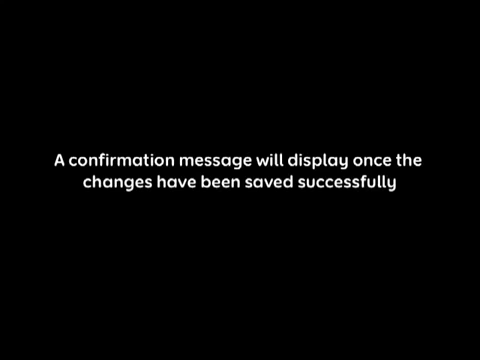 A confirmation message will display once the
changes have been saved successfully